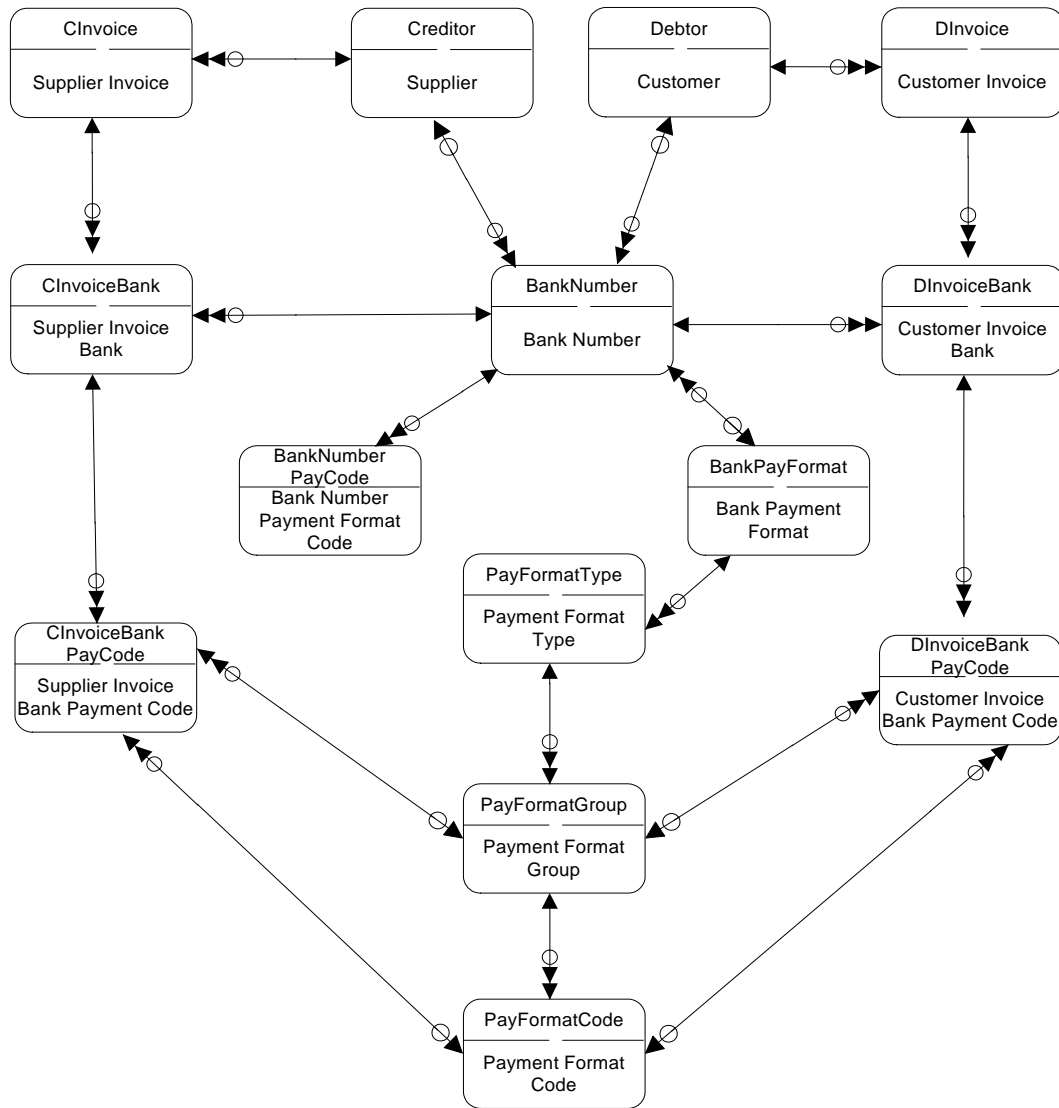 CInvoice
Supplier Invoice
Creditor
Supplier
Debtor
Customer
DInvoice
Customer Invoice
CInvoiceBank
Supplier Invoice
Bank
BankNumber
Bank Number
DInvoiceBank
Customer Invoice
Bank
BankNumber
PayCode
Bank Number
Payment Format
Code
BankPayFormat
Bank Payment
Format
PayFormatType
Payment Format
Type
CInvoiceBank
PayCode
Supplier Invoice
Bank Payment Code
DInvoiceBank
PayCode
Customer Invoice
Bank Payment Code
PayFormatGroup
Payment Format
Group
PayFormatCode
Payment Format
Code